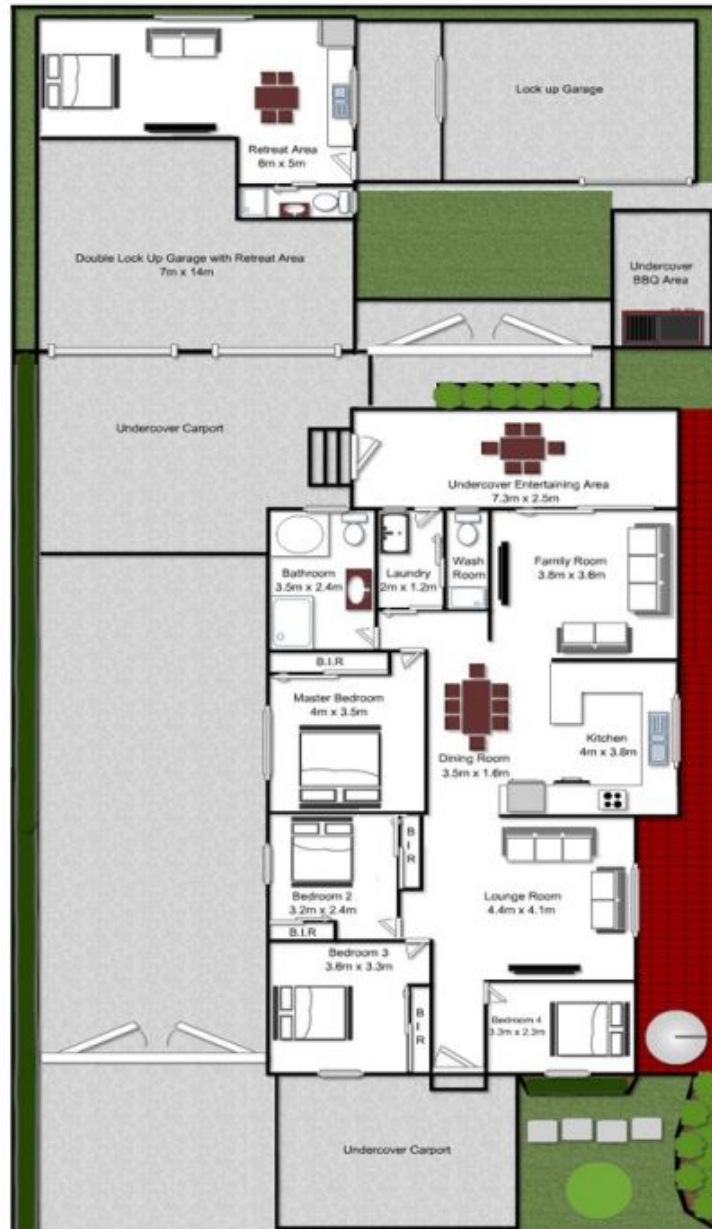 Lock up Garage
Retreat Area
6m x 5m
Double Lock Up Garage with Retreat Area
7m x 14m
Undercover
BBQ Area
Undercover Carport
Undercover Entertaining Area
7.3m x 2.5m
Bathroom
3.5m x 2.4m
Laundry
2m x 1.2m
Wash
Room
Family Room
3.8m x 3.6m
B.I.R
Master Bedroom
4m x 3.5m
Dining Room
3.5m x 1.6m
Kitchen
4m x 3.8m
B
I
R
Bedroom 2
3.2m x 2.4m
B.I.R
Lounge Room
4.4m x 4.1m
Bedroom 3
3.6m x 3.3m
B
I
R
Bedroom 4
3.3m x 2.3m
Undercover Carport